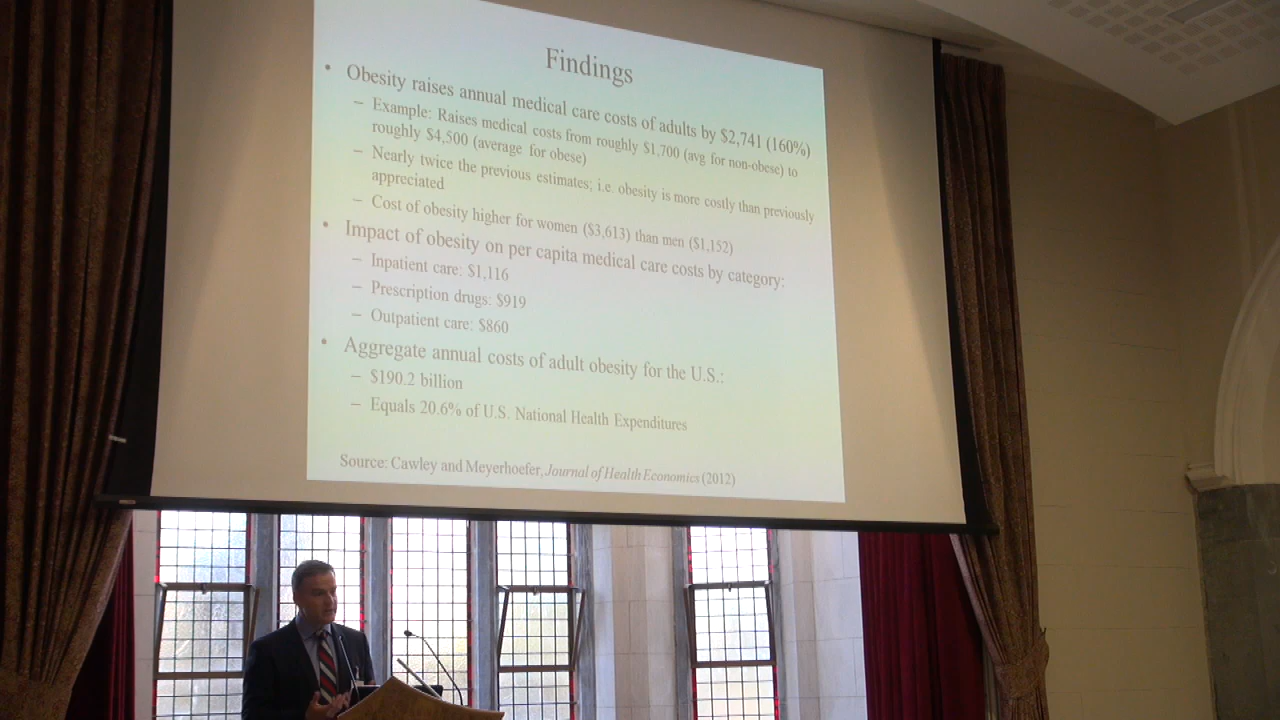 Findings
• Obesity raises annual medical care costs of adults by $2,741 (160%)
– Example: Raises medical costs from roughly $1,700 (avg for non-obese) to
roughly $4,500 (average for obese)
– Nearly twice the previous estimates; i.e. obesity is more costly than previously
appreciated
– Cost of obesity higher for women ($3,613) than men ($1,152)
• Impact of obesity on per capita medical care costs by category:
– Inpatient care: $1,116
– Prescription drugs: $919
– Outpatient care: $860
• Aggregate annual costs of adult obesity for the U.S.:
– $190.2 billion
– Equals 20.6% of U.S. National Health Expenditures
Source: Cawley and Meyerhoefer, Journal of Health Economics (2012)